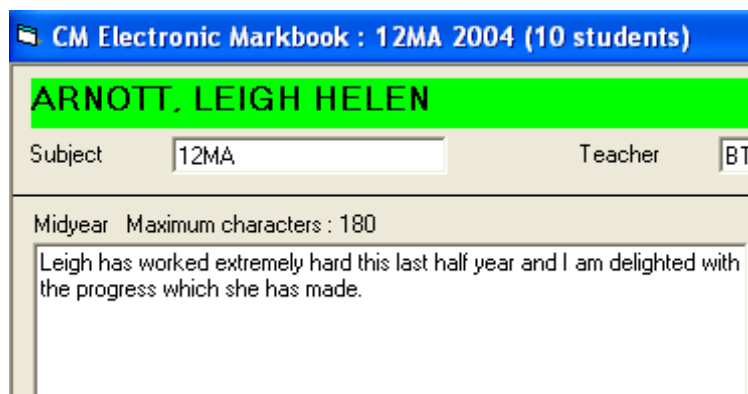 CM Electronic Markbook : 12MA 2004 (10 students)
ARNOTT, LEIGH HELEN
Subject 12MA Teacher BT
Midyear Maximum characters : 180
Leigh has worked extremely hard this last half year and I am delighted with
the progress which she has made.